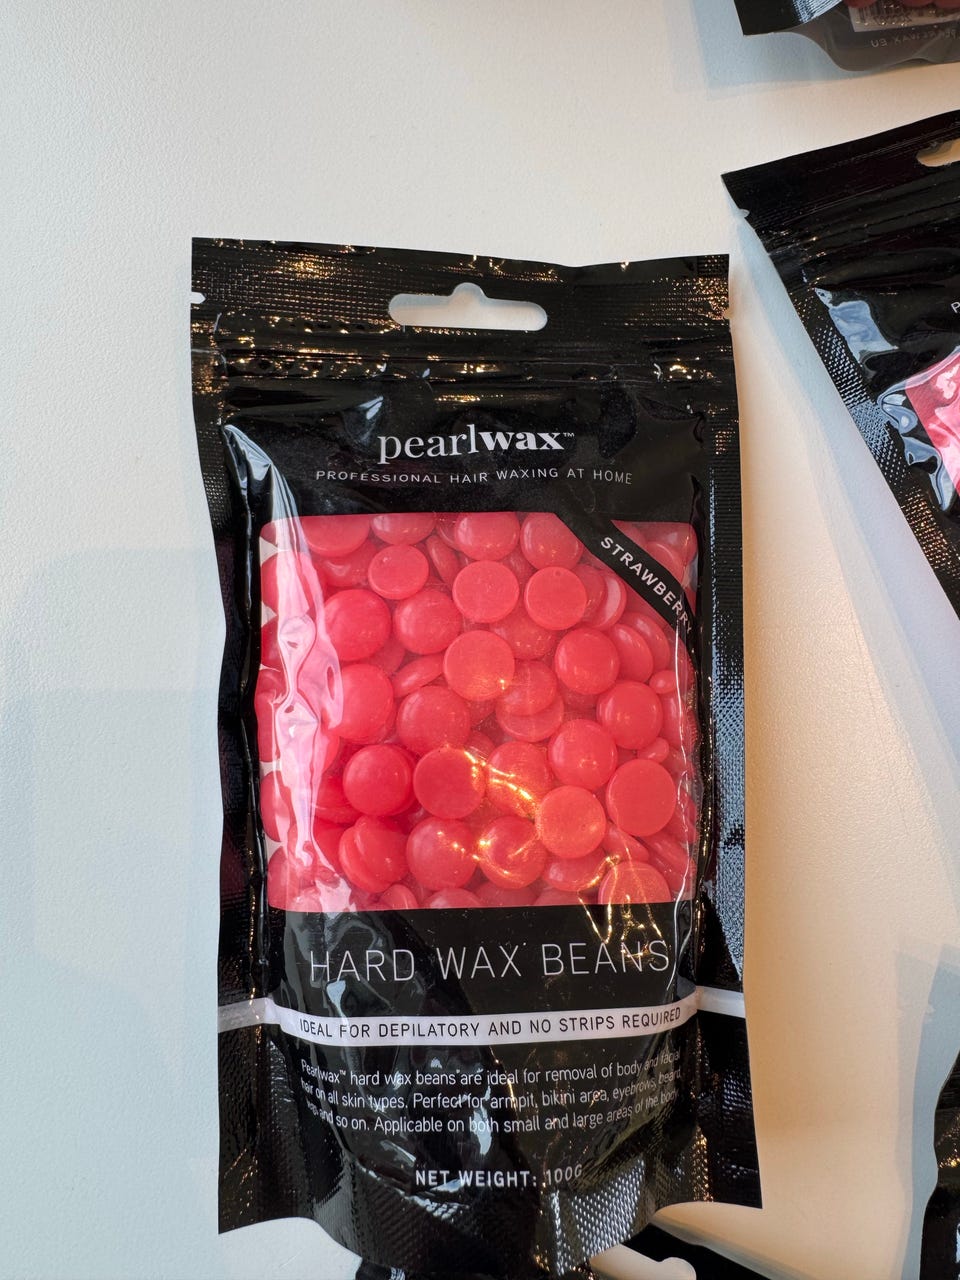 pearlwax™
PROFESSIONAL HAIR WAXING AT HOME
STRAWBERRY
HARD WAX BEANS
IDEAL FOR DEPILATORY AND NO STRIPS REQUIRED
Pearlwax™ hard wax beans are ideal for removal of body and facial
hair on all skin types. Perfect for armpit, bikini area, eyebrows, beard,
and so on. Applicable on both small and large areas of the body.
NET WEIGHT: 100G